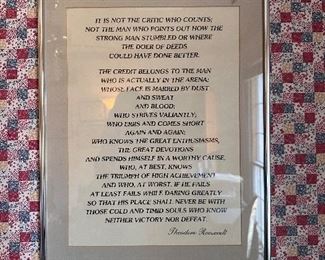 IT IS NOT THE CRITIC WHO COUNTS;
NOT THE MAN WHO POINTS OUT HOW THE
STRONG MAN STUMBLED OR WHERE
THE DOER OF DEEDS
COULD HAVE DONE BETTER.
THE CREDIT BELONGS TO THE MAN
WHO IS ACTUALLY IN THE ARENA;
WHOSE FACE IS MARRED BY DUST
AND SWEAT
AND BLOOD;
WHO STRIVES VALIANTLY;
WHO ERRS AND COMES SHORT
AGAIN AND AGAIN;
WHO KNOWS THE GREAT ENTHUSIASMS,
THE GREAT DEVOTIONS
AND SPENDS HIMSELF IN A WORTHY CAUSE,
WHO, AT BEST, KNOWS
THE TRIUMPH OF HIGH ACHIEVEMENT
AND WHO, AT WORST, IF HE FAILS
AT LEAST FAILS WHILE DARING GREATLY
SO THAT HIS PLACE SHALL NEVER BE WITH
THOSE COLD AND TIMID SOULS WHO KNOW
NEITHER VICTORY NOR DEFEAT.
Theodore Roosevelt